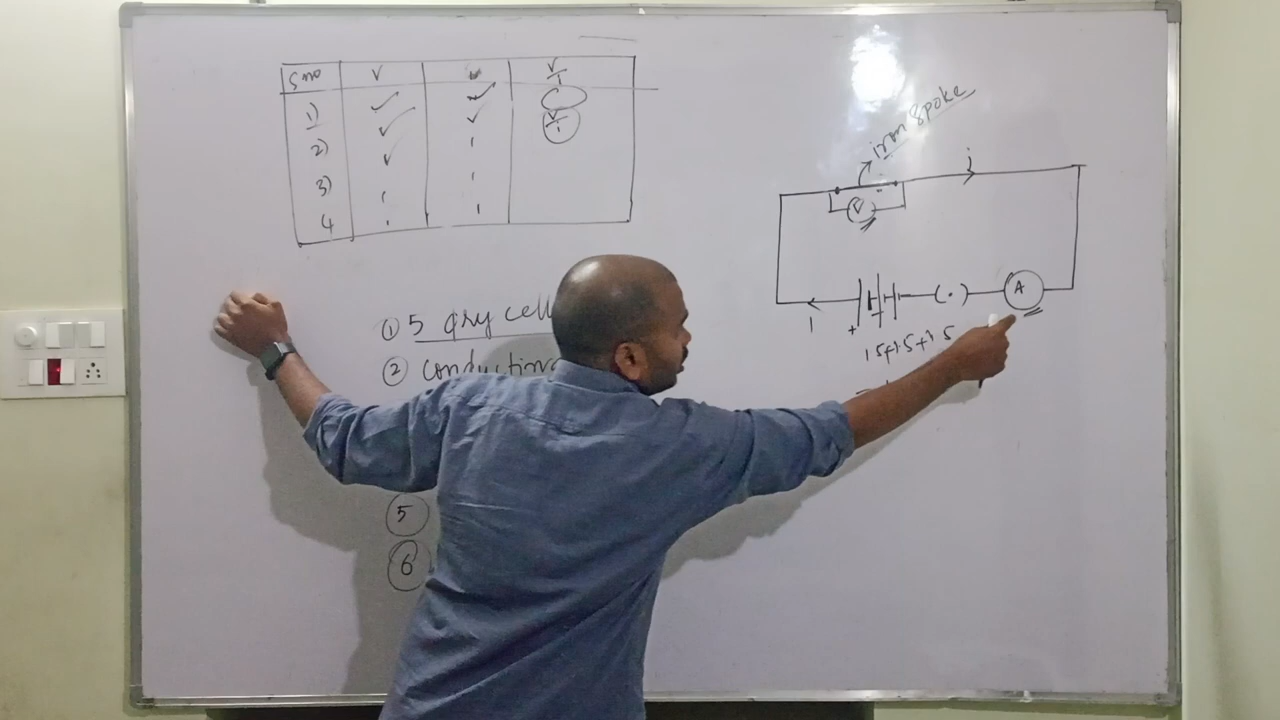 S no V V/I
1)
2) V/I
3)
4
iron spoke
i
V
A
I
+
1.5+1.5+1.5
① 5 dry cell
② conducting
⑤
⑥